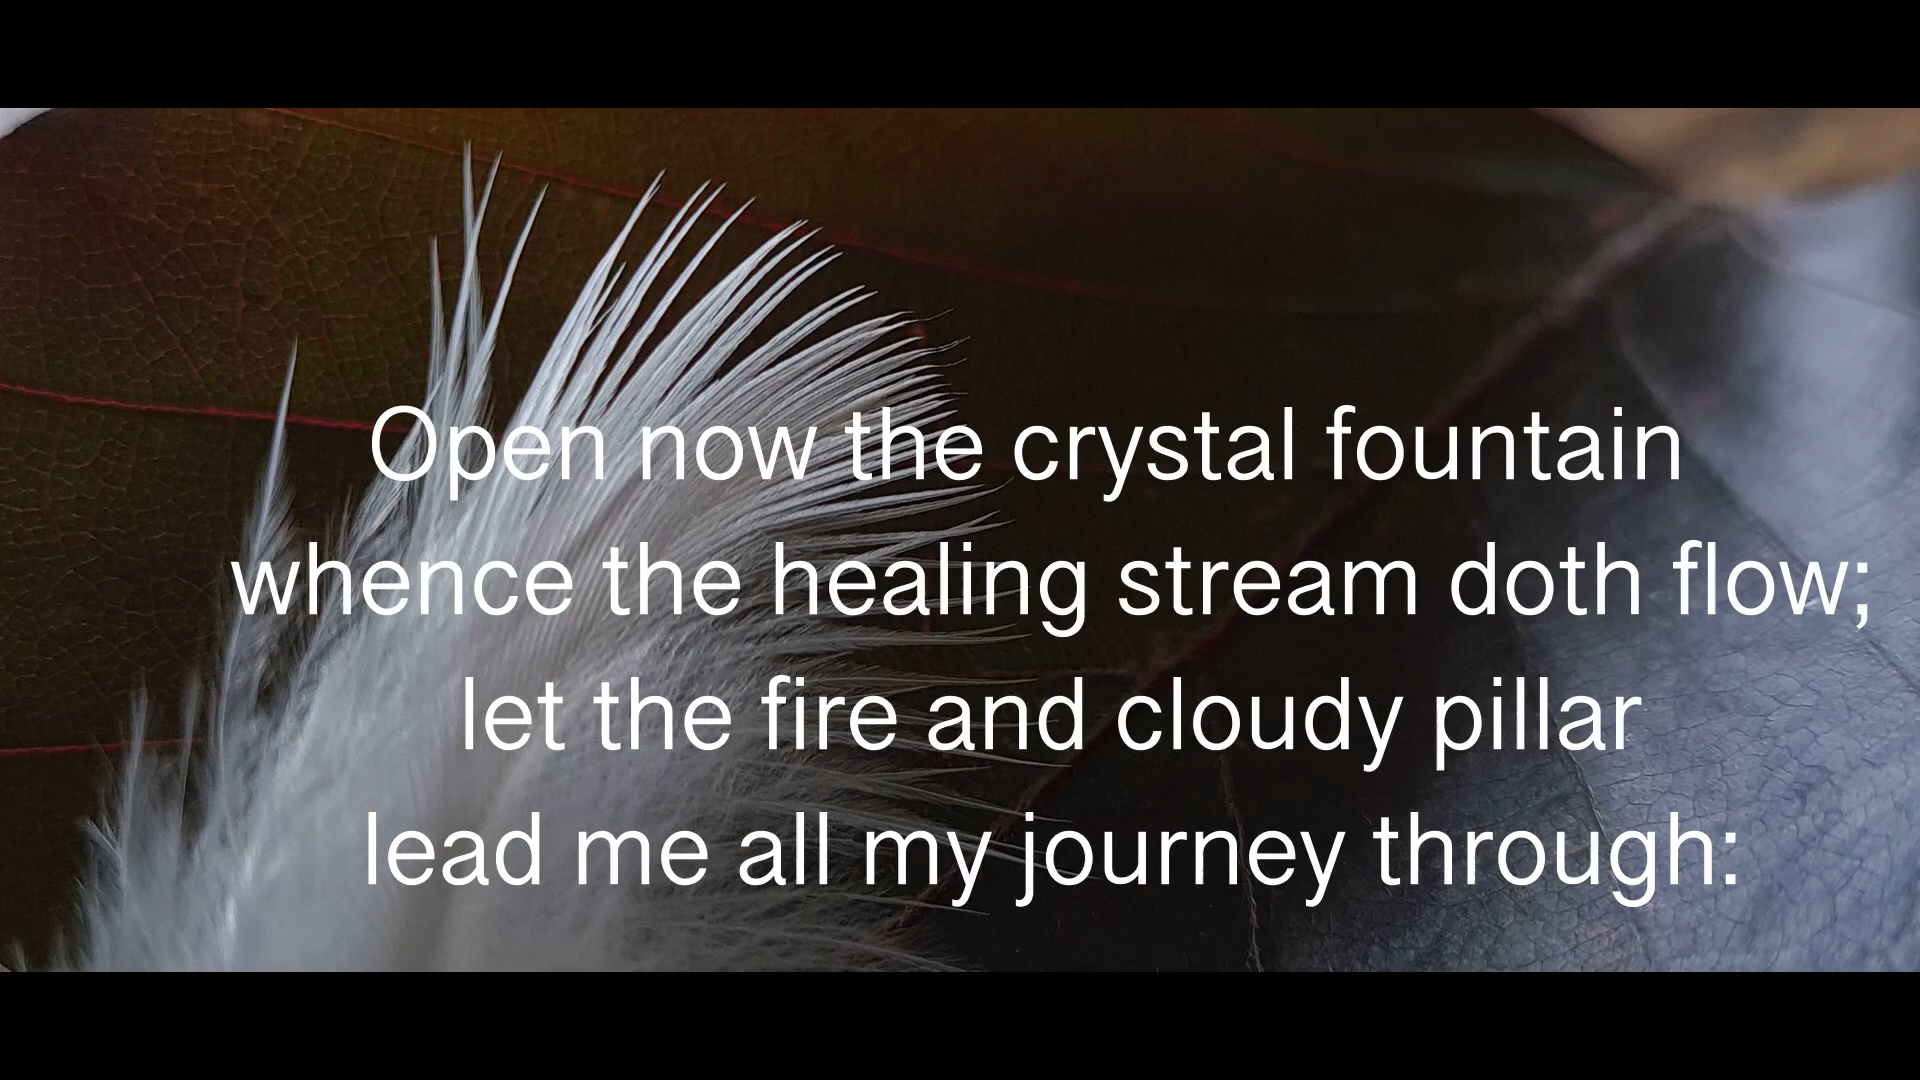 Open now the crystal fountain
whence the healing stream doth flow;
let the fire and cloudy pillar
lead me all my journey through: